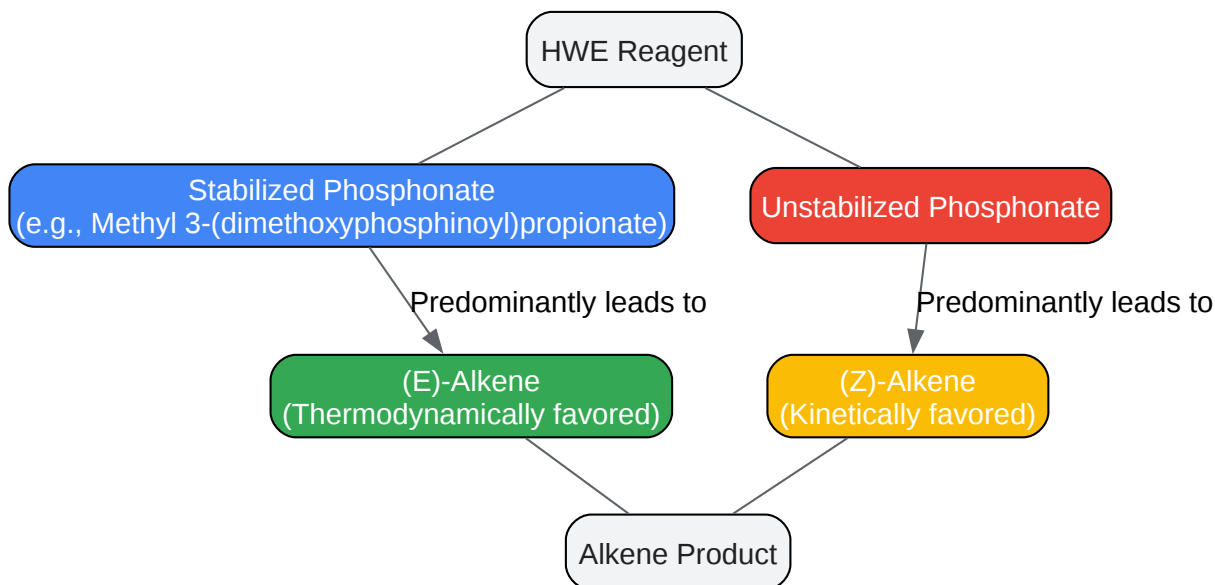 HWE Reagent
Stabilized Phosphonate
(e.g., Methyl 3-(dimethoxyphosphinoyl)propionate)
Unstabilized Phosphonate
Predominantly leads to
Predominantly leads to
(E)-Alkene
(Thermodynamically favored)
(Z)-Alkene
(Kinetically favored)
Alkene Product